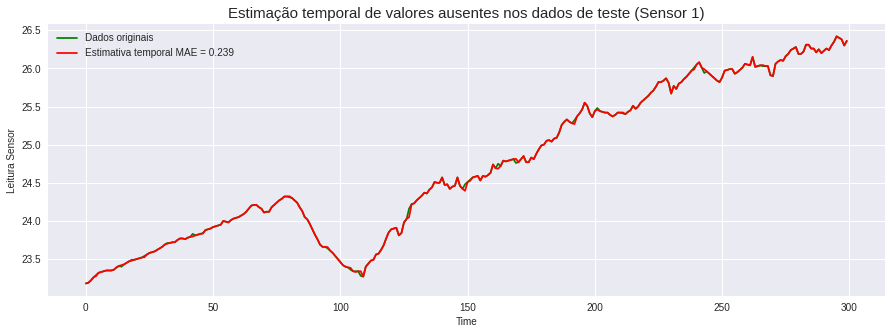 Estimação temporal de valores ausentes nos dados de teste (Sensor 1)
Dados originais
Estimativa temporal MAE = 0.239
Leitura Sensor
26.5
26.0
25.5
25.0
24.5
24.0
23.5
0 50 100 150 200 250 300
Time